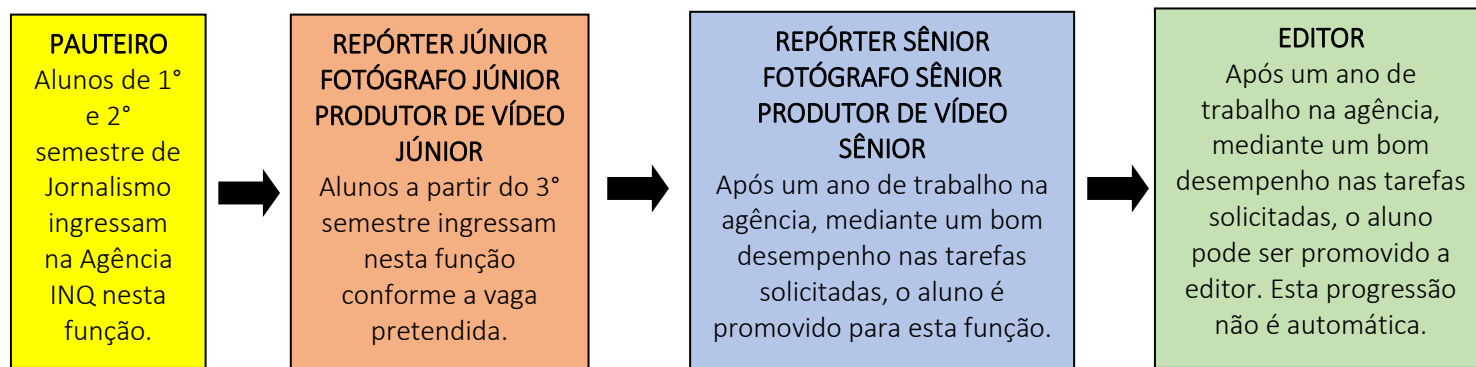 PAUTEIRO
Alunos de 1°
e 2°
semestre de
Jornalismo
ingressam
na Agência
INQ nesta
função.
REPÓRTER JÚNIOR
FOTÓGRAFO JÚNIOR
PRODUTOR DE VÍDEO
JÚNIOR
Alunos a partir do 3°
semestre ingressam
nesta função
conforme a vaga
pretendida.
REPÓRTER SÊNIOR
FOTÓGRAFO SÊNIOR
PRODUTOR DE VÍDEO
SÊNIOR
Após um ano de trabalho na
agência, mediante um bom
desempenho nas tarefas
solicitadas, o aluno é
promovido para esta função.
EDITOR
Após um ano de
trabalho na agência,
mediante um bom
desempenho nas tarefas
solicitadas, o aluno
pode ser promovido a
editor. Esta progressão
não é automática.